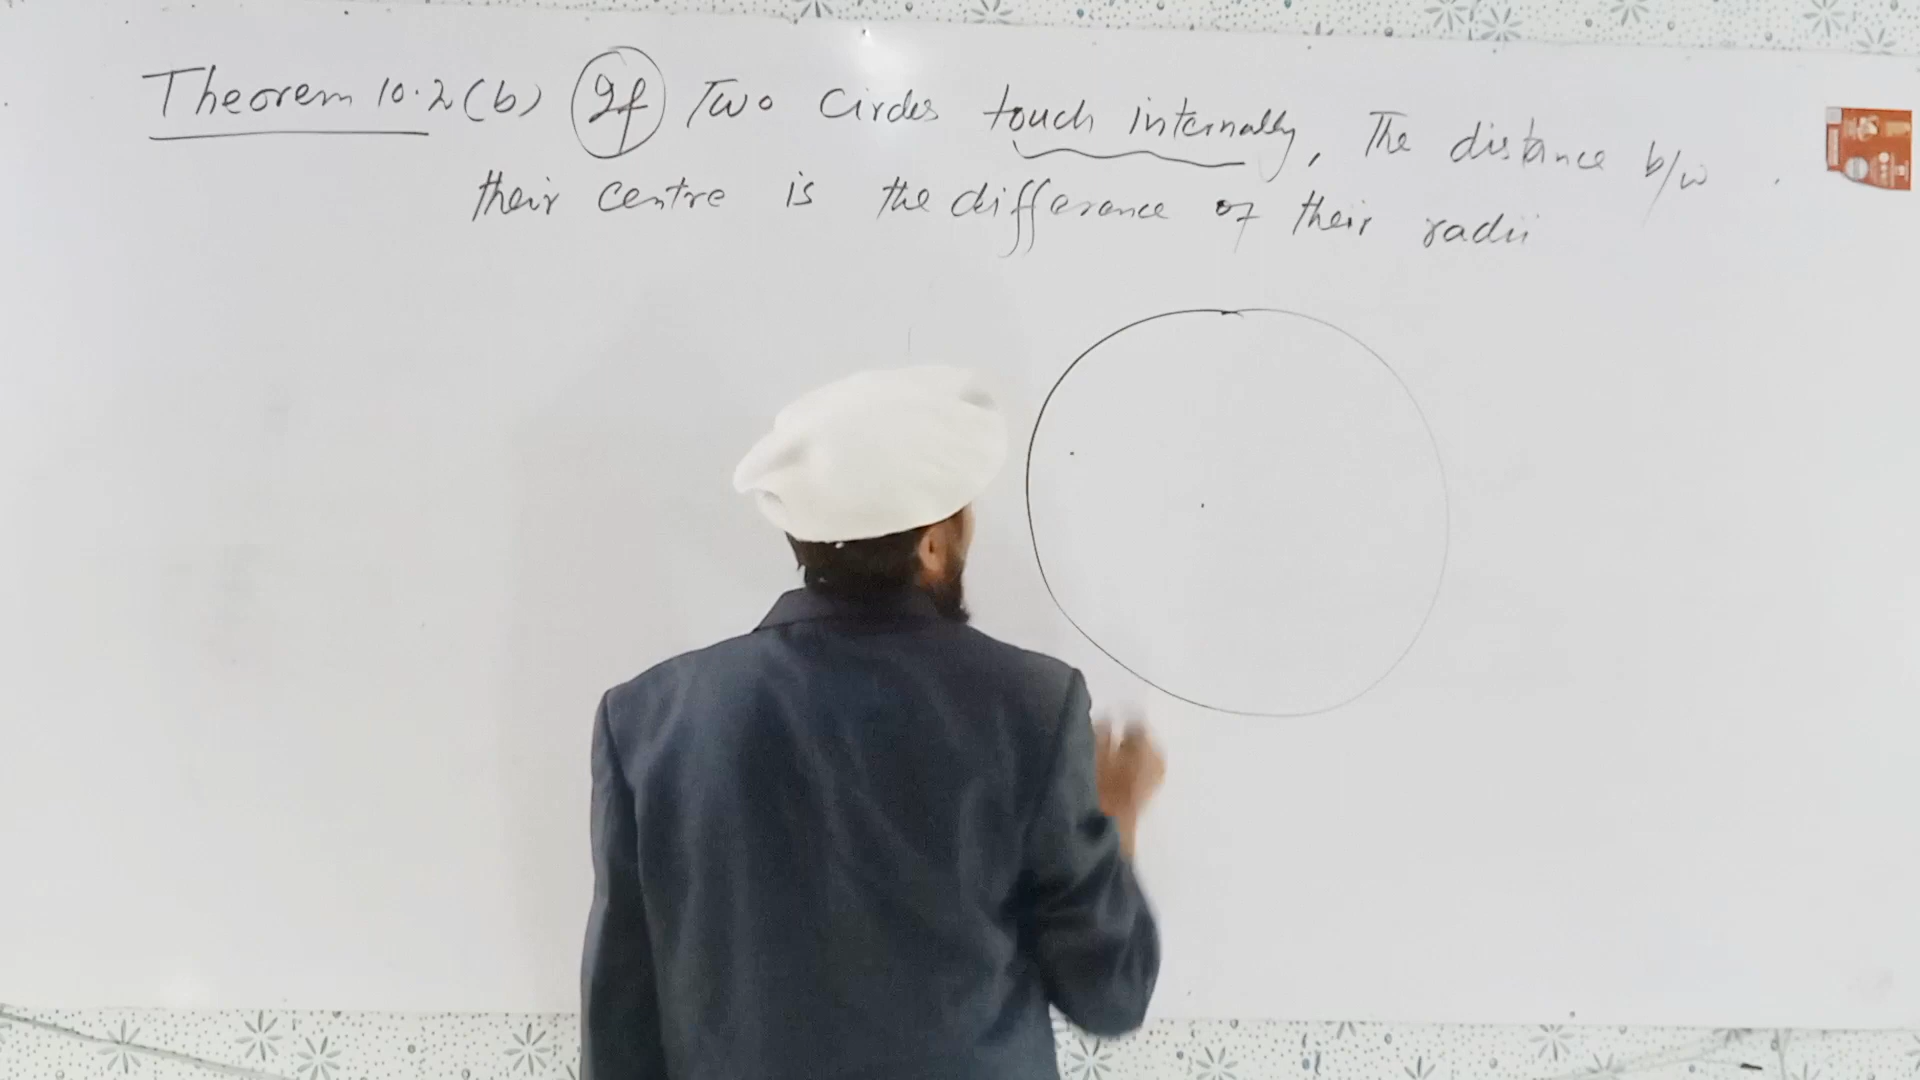 Theorem 10.2(b) If Two Circles touch internally, The distance b/w
their centre is the difference of their radii